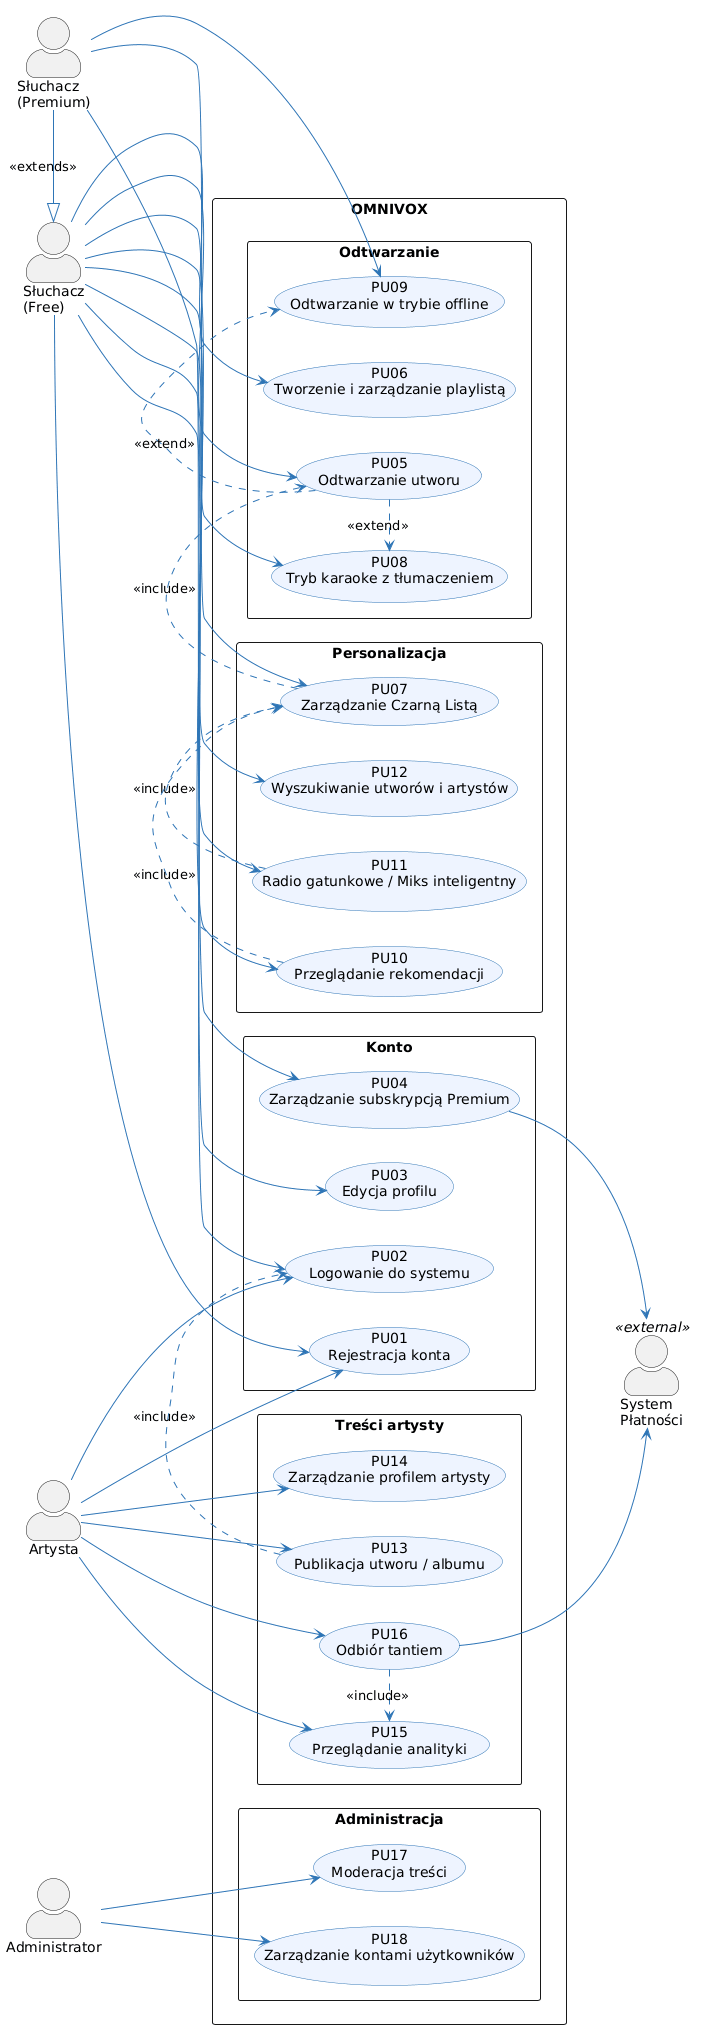 Słuchacz
(Premium)
«extends»
Słuchacz
(Free)
OMNIVOX
Odtwarzanie
PU09
Odtwarzanie w trybie offline
PU06
Tworzenie i zarządzanie playlistą
«extend»
PU05
Odtwarzanie utworu
«extend»
PU08
Tryb karaoke z tłumaczeniem
«include»
Personalizacja
PU07
Zarządzanie Czarną Listą
«include»
PU12
Wyszukiwanie utworów i artystów
PU11
Radio gatunkowe / Miks inteligentny
«include»
PU10
Przeglądanie rekomendacji
Konto
PU04
Zarządzanie subskrypcją Premium
PU03
Edycja profilu
PU02
Logowanie do systemu
PU01
Rejestracja konta
«external»
System
Płatności
«include»
Treści artysty
PU14
Zarządzanie profilem artysty
Artysta
PU13
Publikacja utworu / albumu
PU16
Odbiór tantiem
«include»
PU15
Przeglądanie analityki
Administracja
PU17
Moderacja treści
Administrator
PU18
Zarządzanie kontami użytkowników